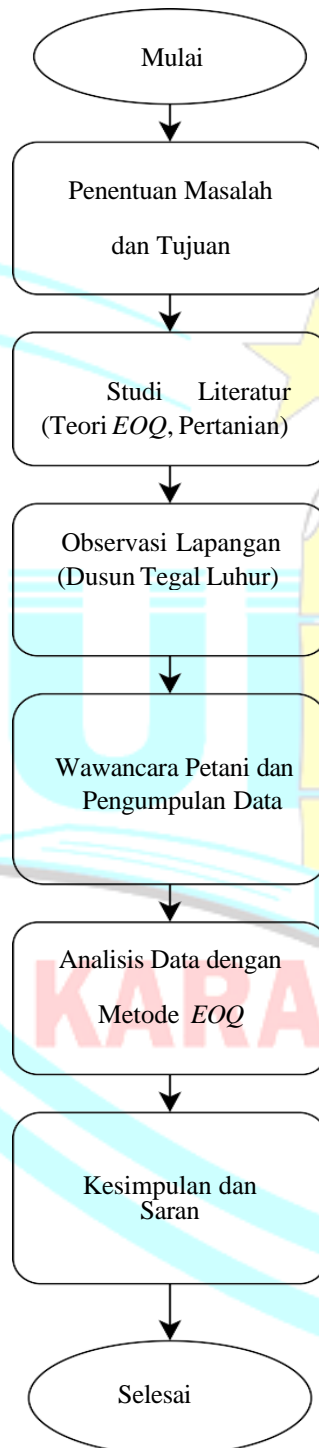 Mulai
Penentuan Masalah
dan Tujuan
Studi Literatur
(Teori EOQ, Pertanian)
Observasi Lapangan
(Dusun Tegal Luhur)
Wawancara Petani dan
Pengumpulan Data
Analisis Data dengan
Metode EOQ
KARA
Kesimpulan dan
Saran
Selesai